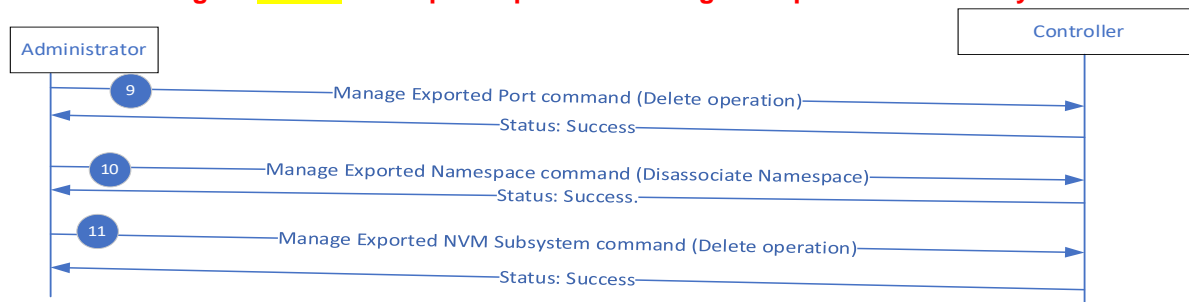 Administrator
Controller
9
Manage Exported Port command (Delete operation)
Status: Success
10
Manage Exported Namespace command (Disassociate Namespace)
Status: Success.
11
Manage Exported NVM Subsystem command (Delete operation)
Status: Success